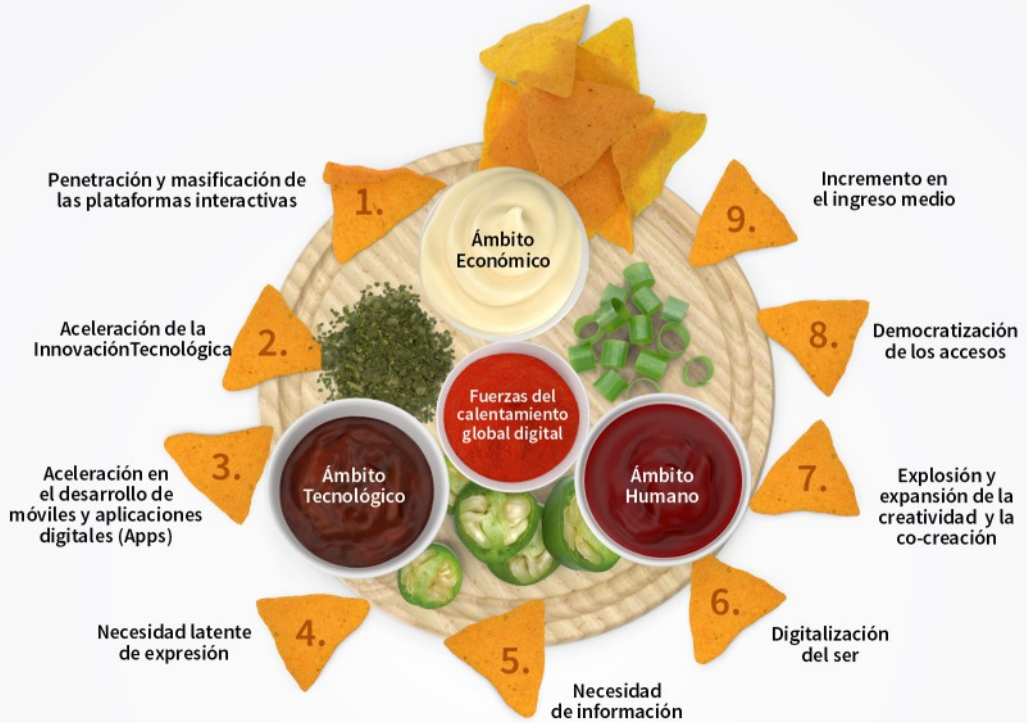 Penetración y masificación de
las plataformas interactivas
1.
Aceleración de la
InnovaciónTecnológica
2.
Aceleración en
el desarrollo de
móviles y aplicaciones
digitales (Apps)
3.
Necesidad latente
de expresión
4.
Necesidad
de información
5.
Digitalización
del ser
6.
Explosión y
expansión de la
creatividad y la
co-creación
7.
Democratización
de los accesos
8.
Incremento en
el ingreso medio
9.
Ámbito
Económico
Fuerzas del
calentamiento
global digital
Ámbito
Tecnológico
Ámbito
Humano